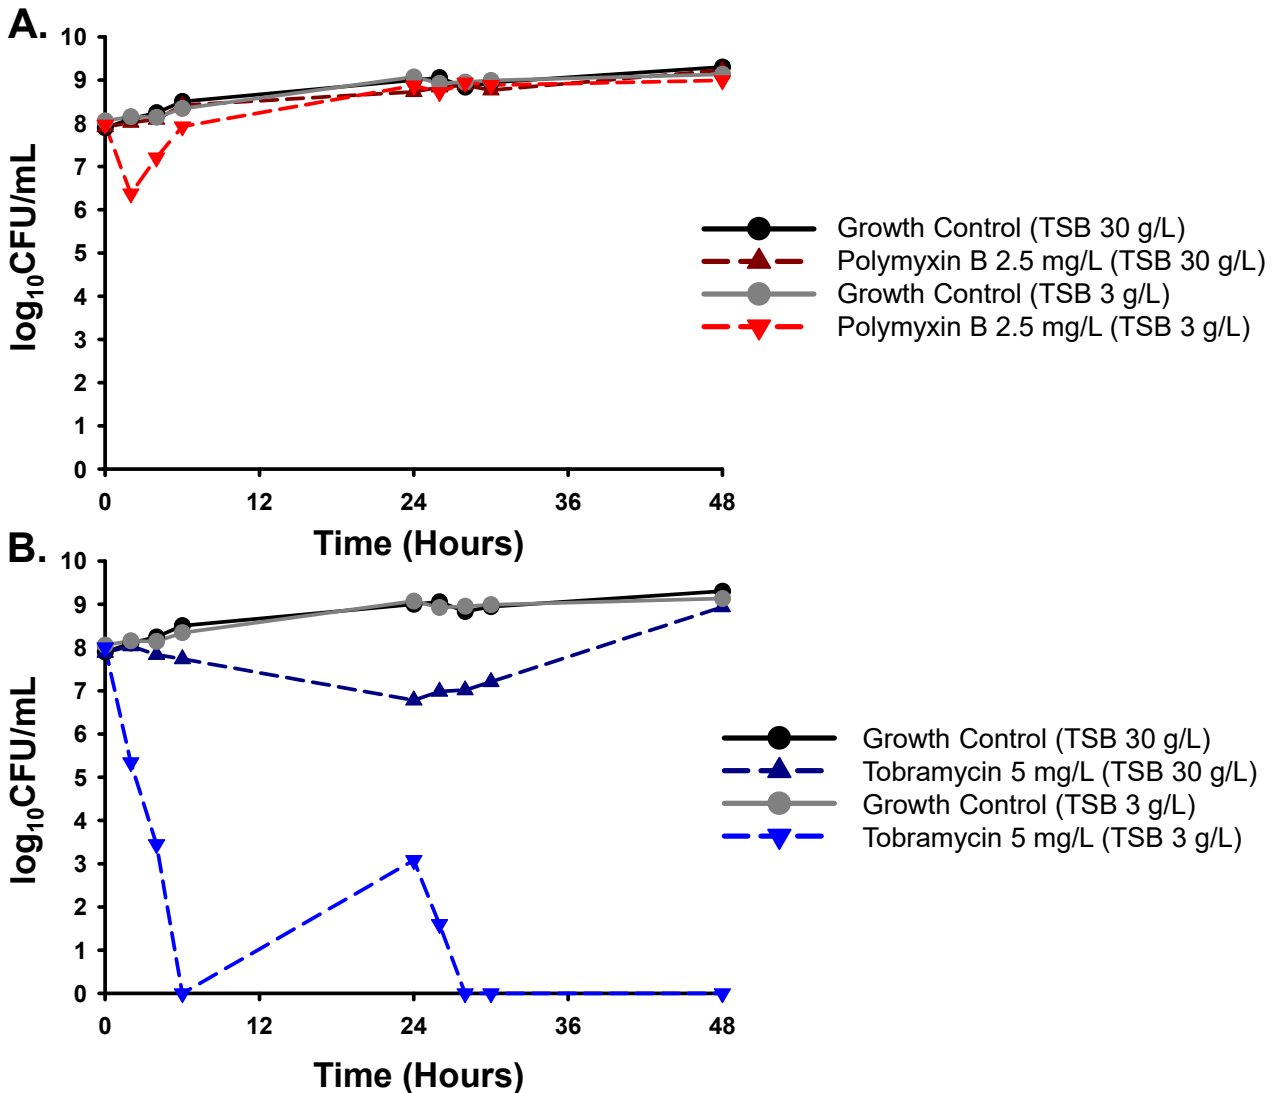 A.
10
9
8
7
6
5
4
3
2
1
0
log10CFU/mL
0 12 24 36 48
Time (Hours)
Growth Control (TSB 30 g/L)
Polymyxin B 2.5 mg/L (TSB 30 g/L)
Growth Control (TSB 3 g/L)
Polymyxin B 2.5 mg/L (TSB 3 g/L)
B.
10
9
8
7
6
5
4
3
2
1
0
log10CFU/mL
0 12 24 36 48
Time (Hours)
Growth Control (TSB 30 g/L)
Tobramycin 5 mg/L (TSB 30 g/L)
Growth Control (TSB 3 g/L)
Tobramycin 5 mg/L (TSB 3 g/L)